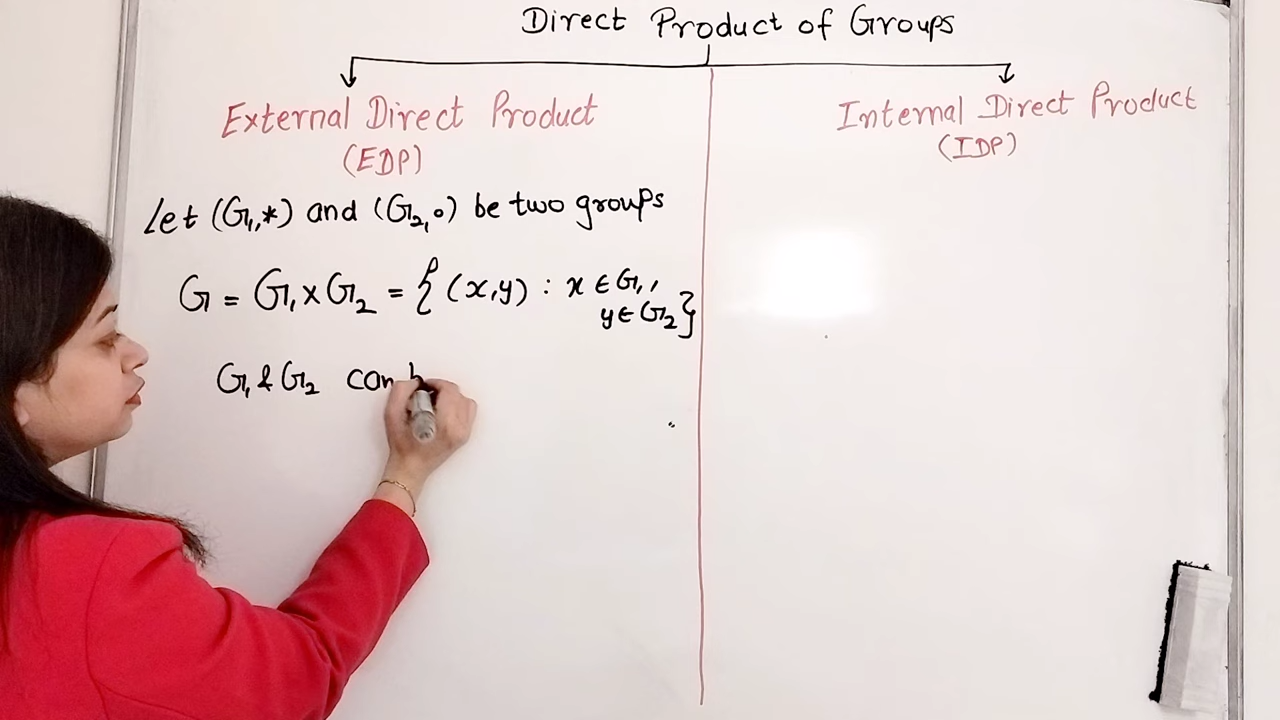 Direct Product of Groups
External Direct Product
(EDP)
Let (G₁,*) and (G₂,∘) be two groups
G = G₁×G₂ = {(x,y) : x ∈ G₁,
y ∈ G₂}
G₁ & G₂ can b
Internal Direct Product
(IDP)